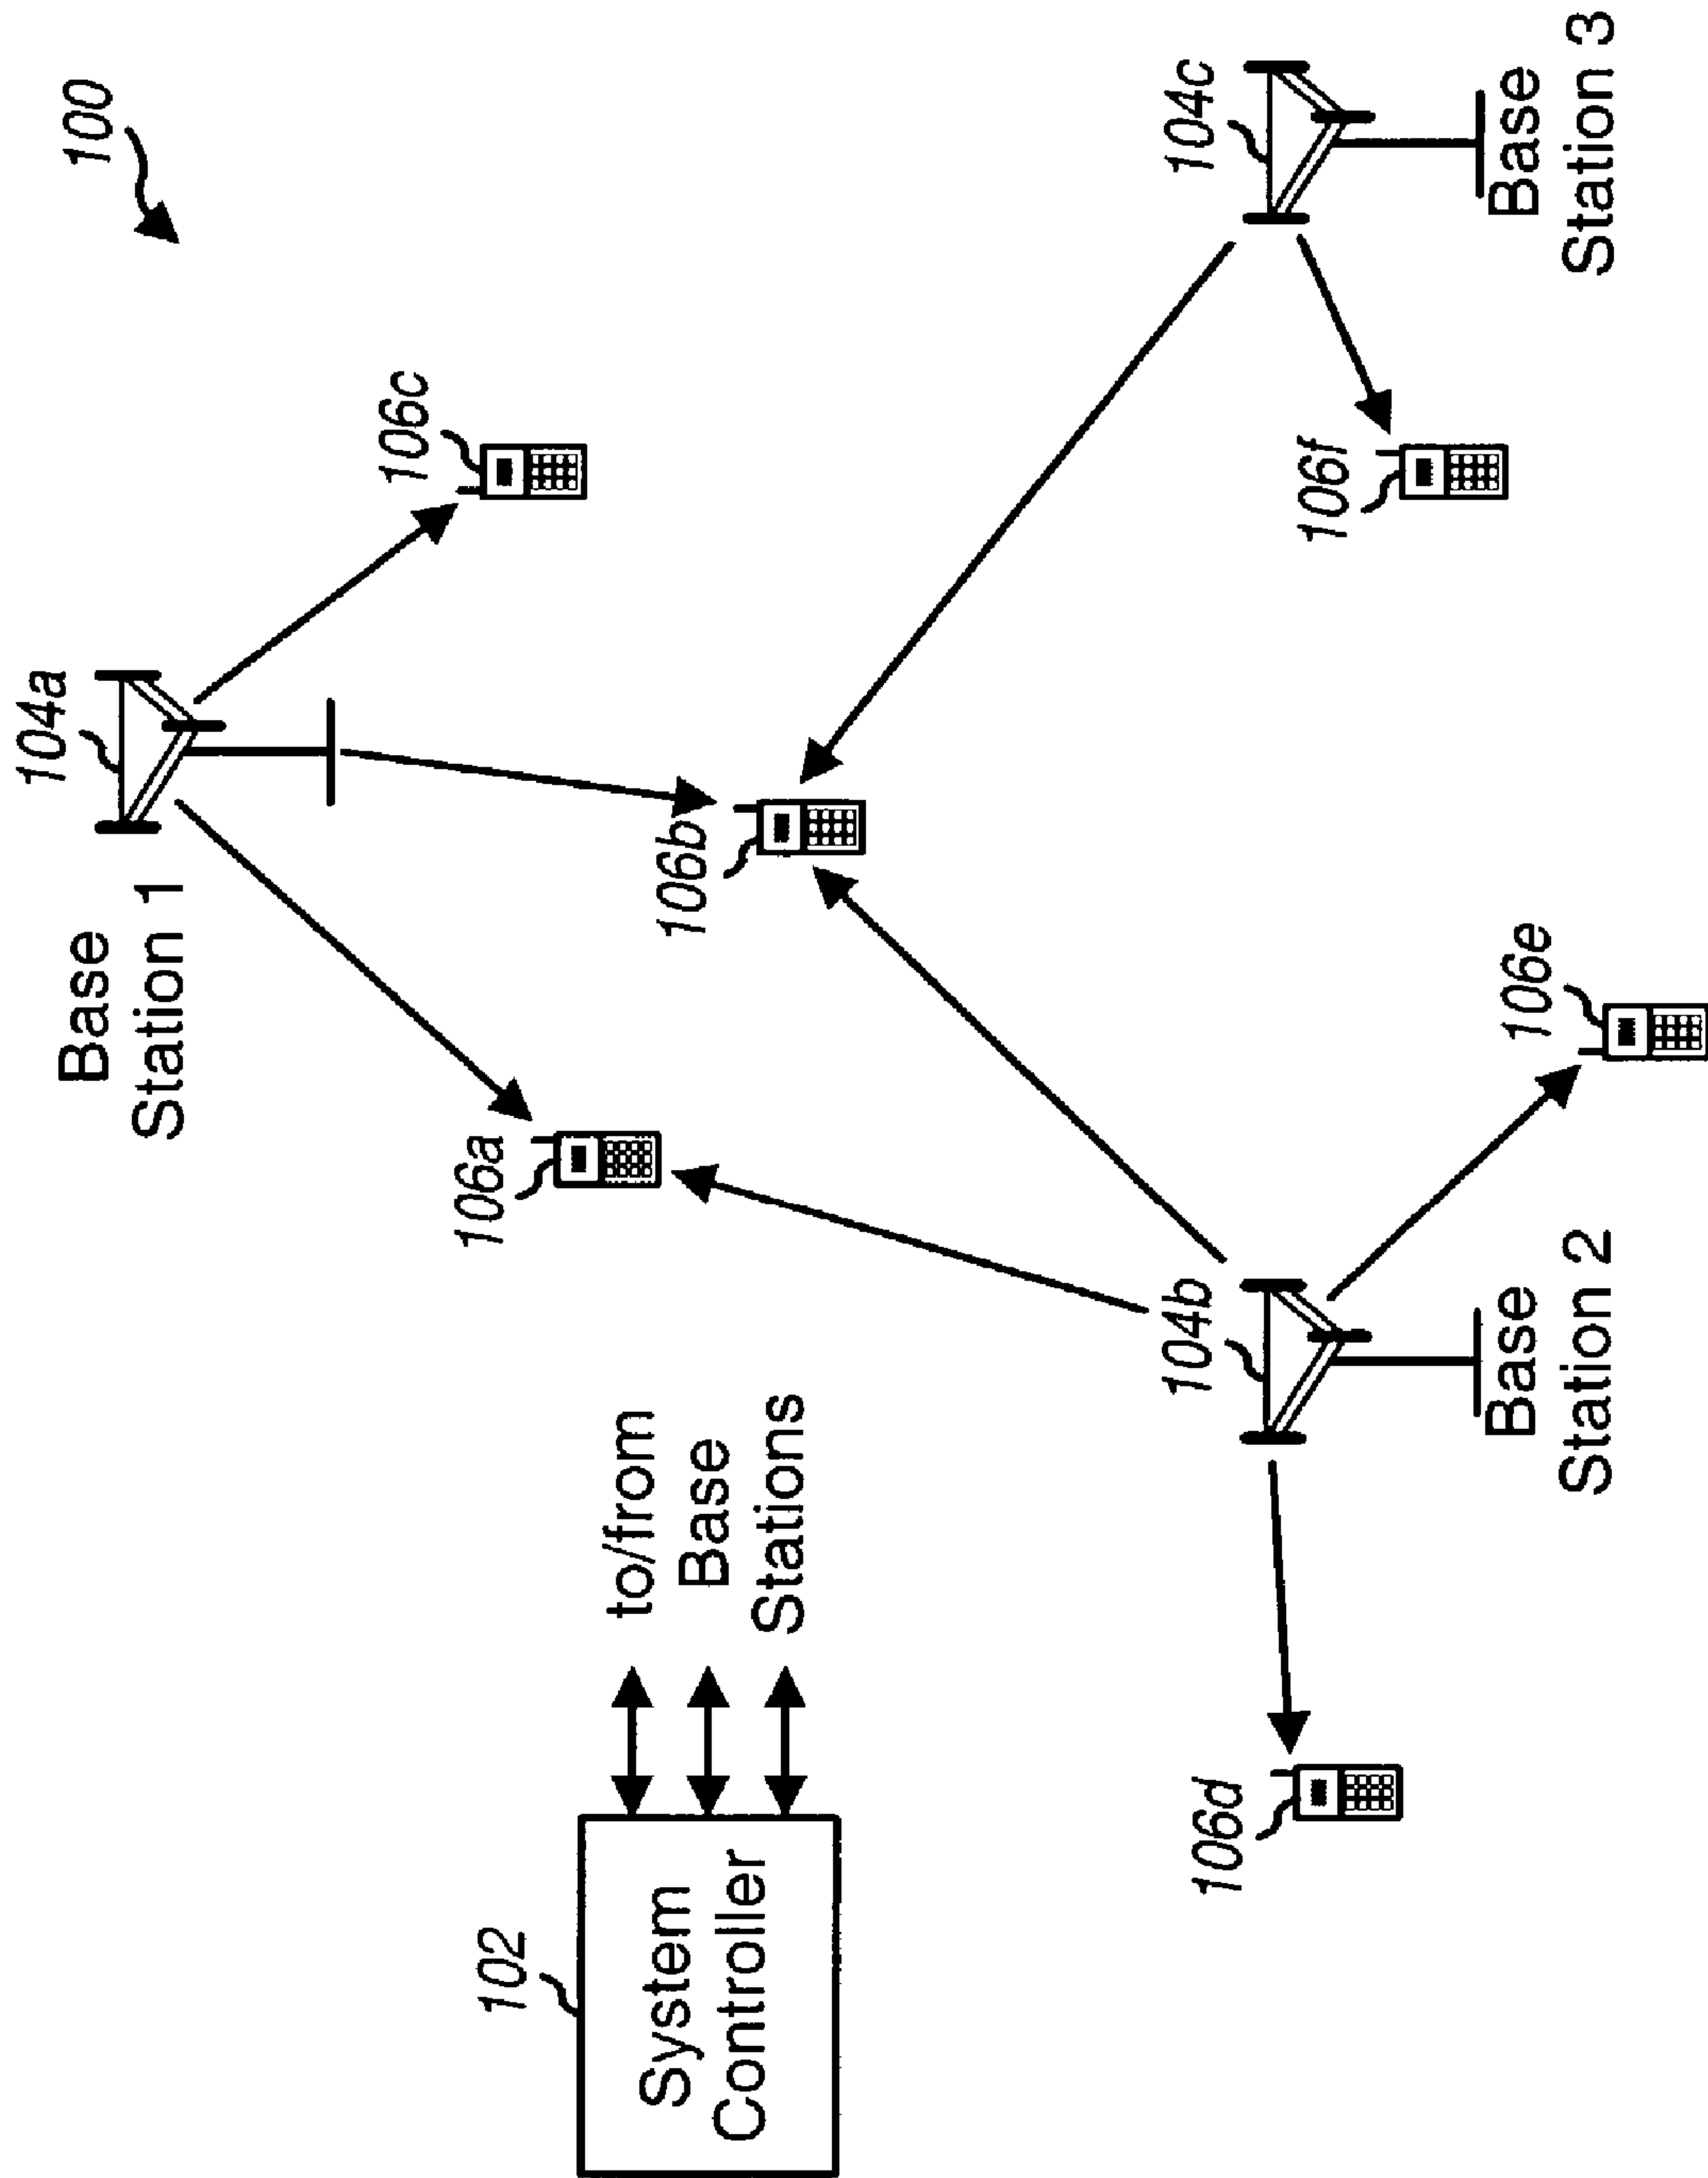 100
104a
Base
Station 1
106c
106a
106b
102
System
Controller
to/from
Base
Stations
104b
104c
106d
106f
106e
Base
Station 2
Base
Station 3